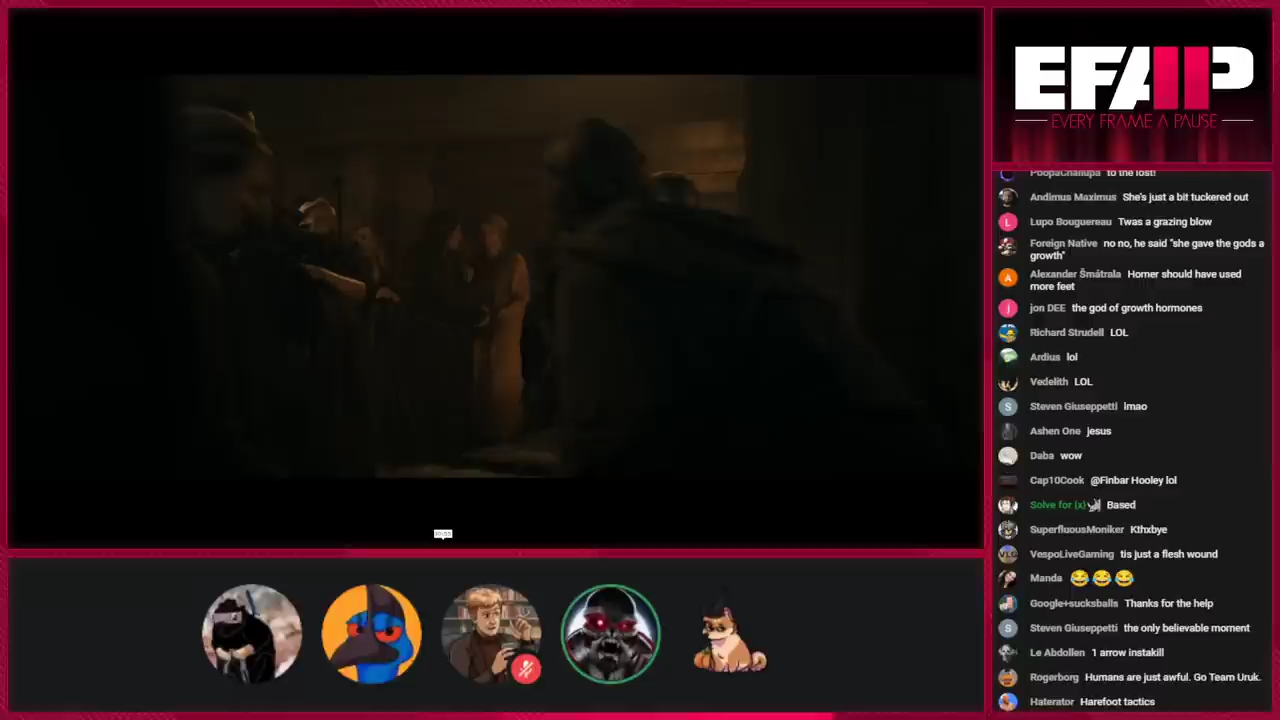 EFAP
EVERY FRAME A PAUSE
PoopaChallupa to the lost!
Andimus Maximus She's just a bit tuckered out
L
Lupo Bouguereau Twas a grazing blow
Foreign Native no no, he said "she gave the gods a
growth"
A
Alexander Šmátrala Homer should have used
more feet
j
jon DEE the god of growth hormones
Richard Strudell LOL
Ardius lol
Vedelith LOL
S
Steven Giuseppetti lmao
Ashen One jesus
Daba wow
Cap10Cook @Finbar Hooley lol
Solve for (x) Based
SuperfluousMoniker Kthxbye
VespoLiveGaming tis just a flesh wound
Manda 😂 😂 😂
Google+sucksballs Thanks for the help
S
Steven Giuseppetti the only believable moment
Le Abdollen 1 arrow instakill
Rogerborg Humans are just awful. Go Team Uruk.
Haterator Harefoot tactics